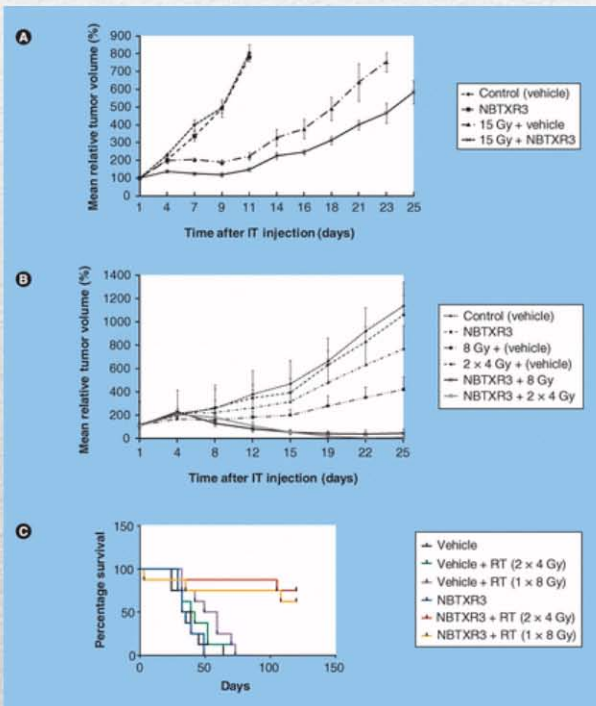 A
Mean relative tumor volume (%)
900
800
700
600
500
400
300
200
100
0
1 4 7 9 11 14 16 18 21 23 25
Time after IT injection (days)
Control (vehicle)
NBTXR3
15 Gy + vehicle
15 Gy + NBTXR3
B
Mean relative tumor volume (%)
1400
1200
1000
800
600
400
200
0
1 4 8 12 15 19 22 25
Time after IT injection (days)
Control (vehicle)
NBTXR3
8 Gy + (vehicle)
2 × 4 Gy + (vehicle)
NBTXR3 + 8 Gy
NBTXR3 + 2 × 4 Gy
C
Percentage survival
150
100
50
0 50 100 150
Days
Vehicle
Vehicle + RT (2 × 4 Gy)
Vehicle + RT (1 × 8 Gy)
NBTXR3
NBTXR3 + RT (2 × 4 Gy)
NBTXR3 + RT (1 × 8 Gy)